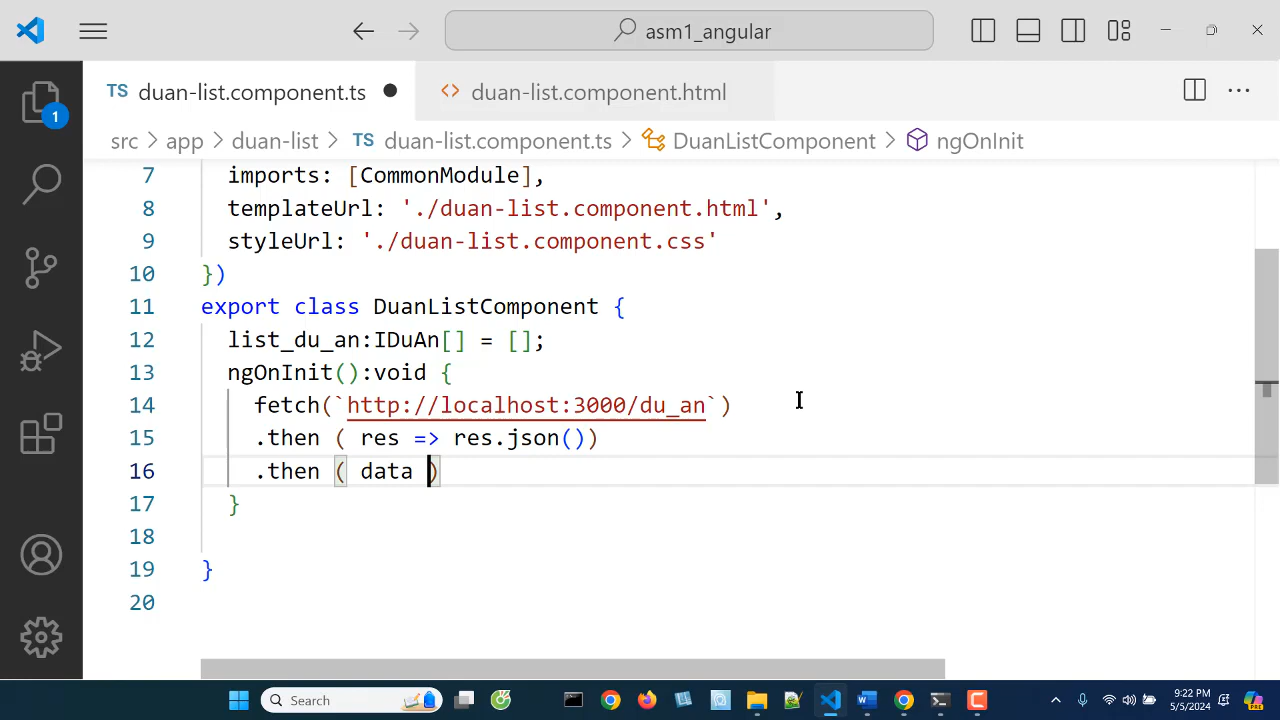 asm1_angular
TS duan-list.component.ts
<> duan-list.component.html
1
src > app > duan-list > TS duan-list.component.ts > DuanListComponent > ngOnInit
7 imports: [CommonModule],
8 templateUrl: './duan-list.component.html',
9 styleUrl: './duan-list.component.css'
10 })
11 export class DuanListComponent {
12 list_du_an:IDuAn[] = [];
13 ngOnInit():void {
14 fetch(`http://localhost:3000/du_an`)
15 .then ( res => res.json())
16 .then ( data )
17 }
18
19 }
20
Search
9:22 PM
5/5/2024
PRE